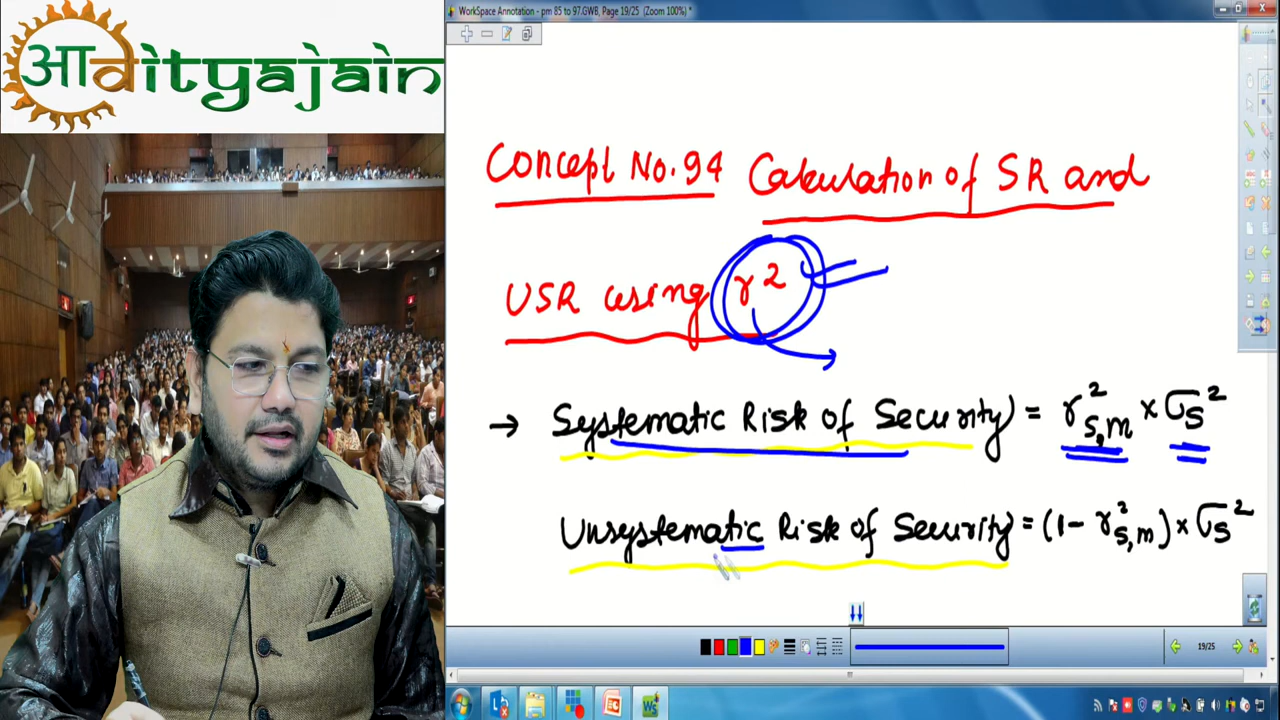 आdityajain
WorkSpace Annotation - pm 85 to 97.GWB, Page 19/25 (Zoom 100%) *
Concept No.94 Calculation of SR and
USR using r²
→ Systematic Risk of Security) = r²s,m × σs²
Unsystematic Risk of Security = (1 - r²s,m) × σs²
19/25